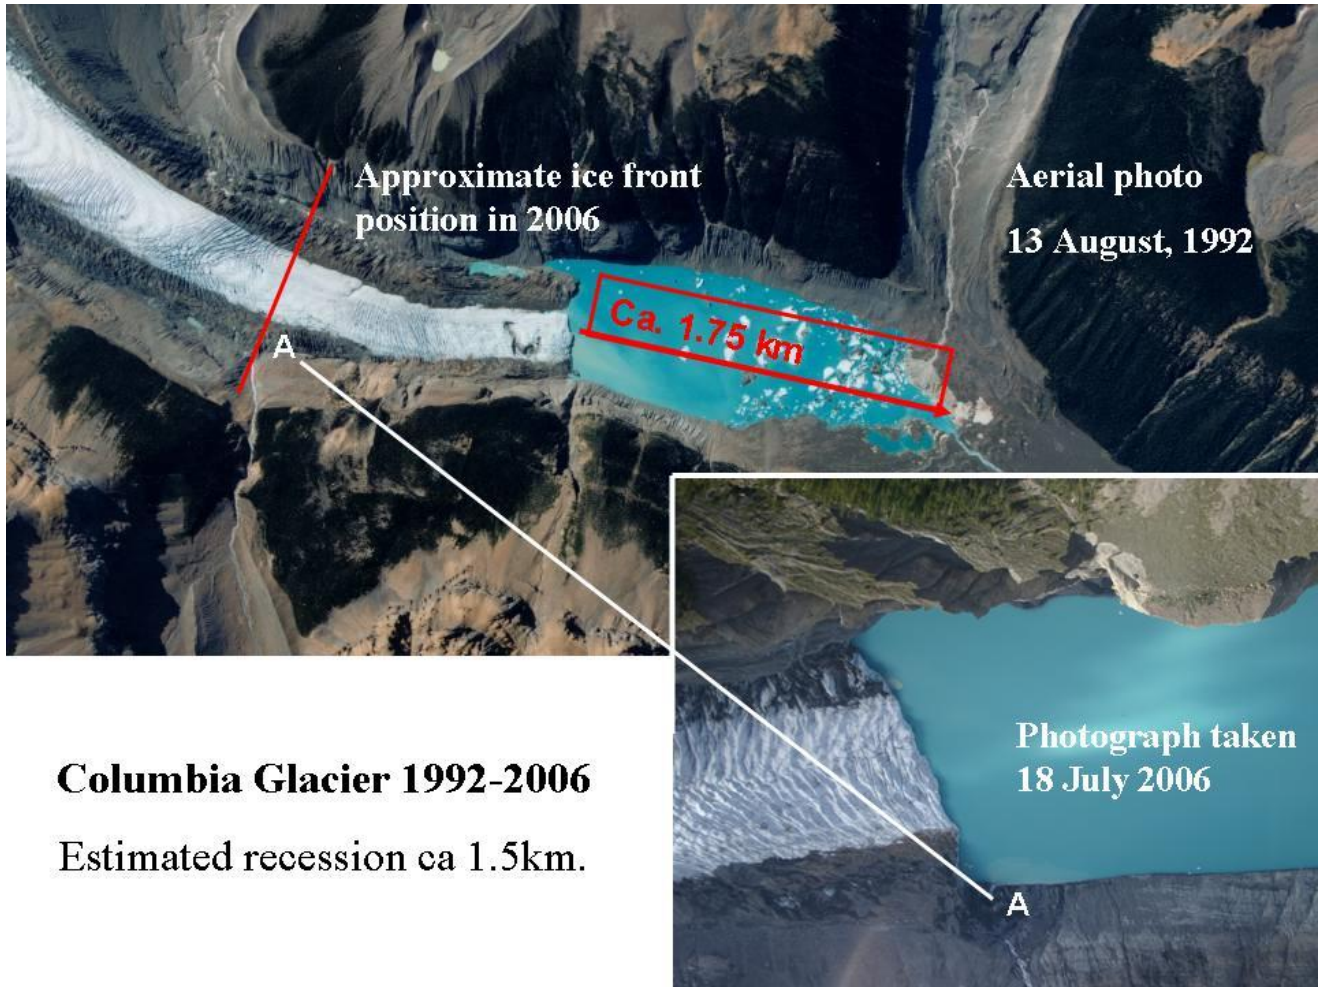 Approximate ice front
position in 2006
Aerial photo
13 August, 1992
Ca. 1.75 km
A
Photograph taken
18 July 2006
A
Columbia Glacier 1992-2006
Estimated recession ca 1.5km.